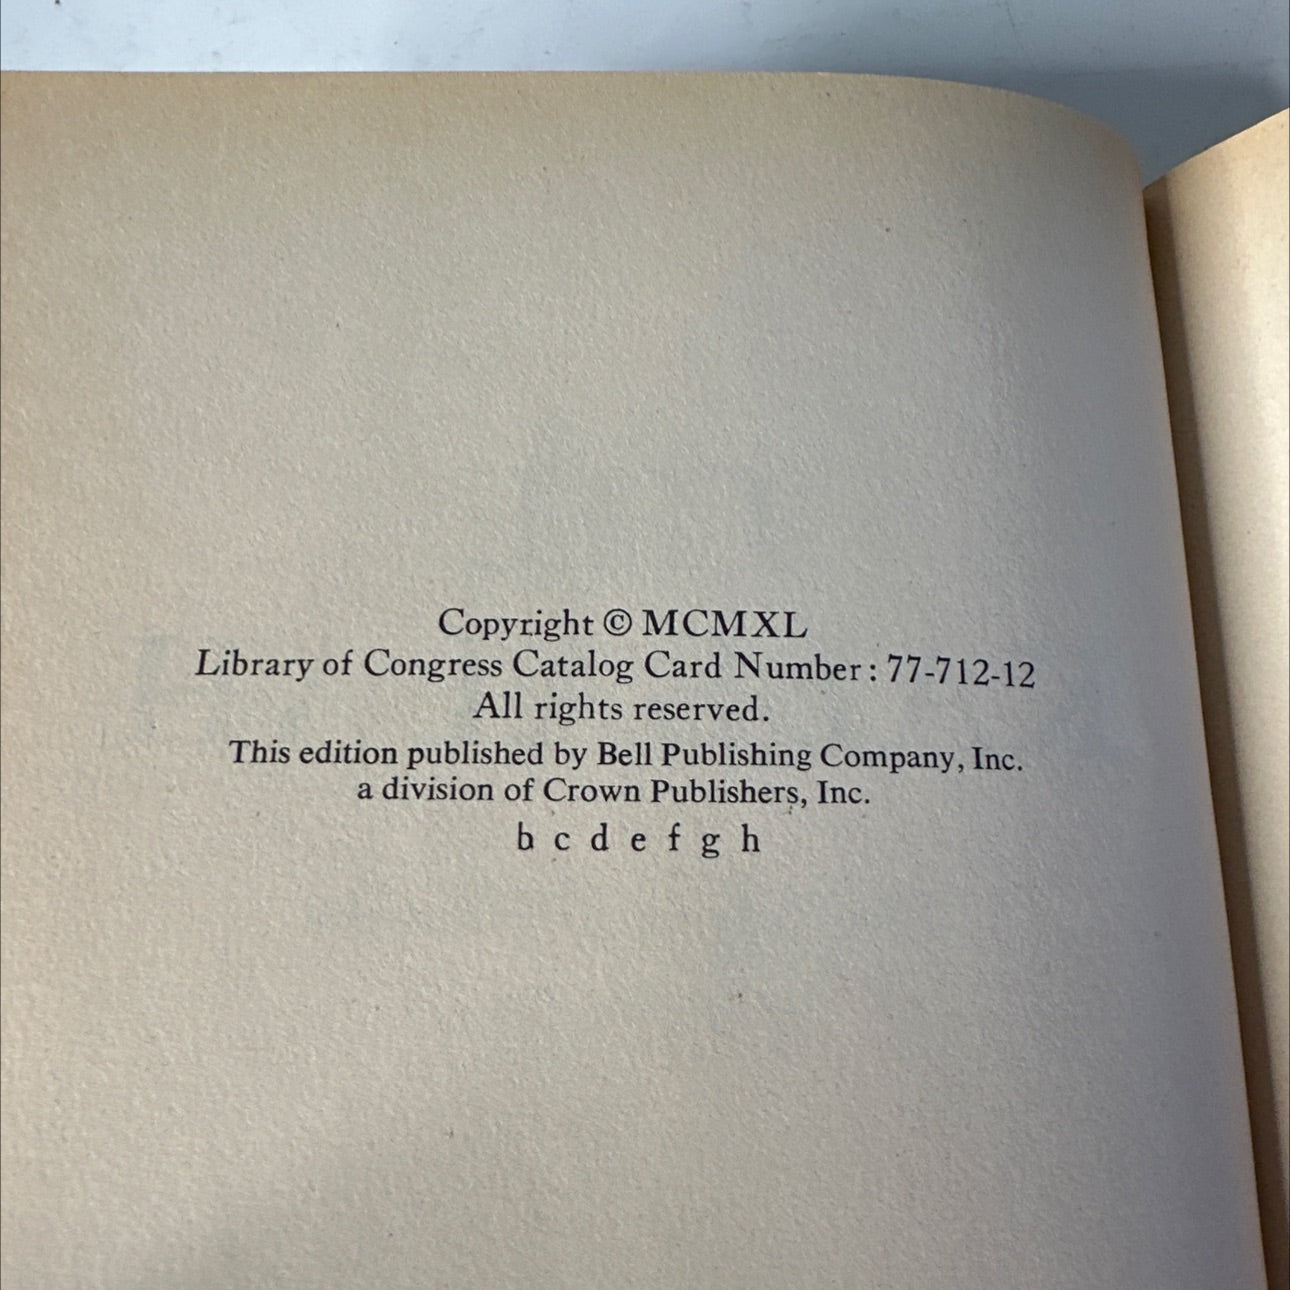 Copyright © MCMXL
Library of Congress Catalog Card Number: 77-712-12
All rights reserved.
This edition published by Bell Publishing Company, Inc.
a division of Crown Publishers, Inc.
b c d e f g h